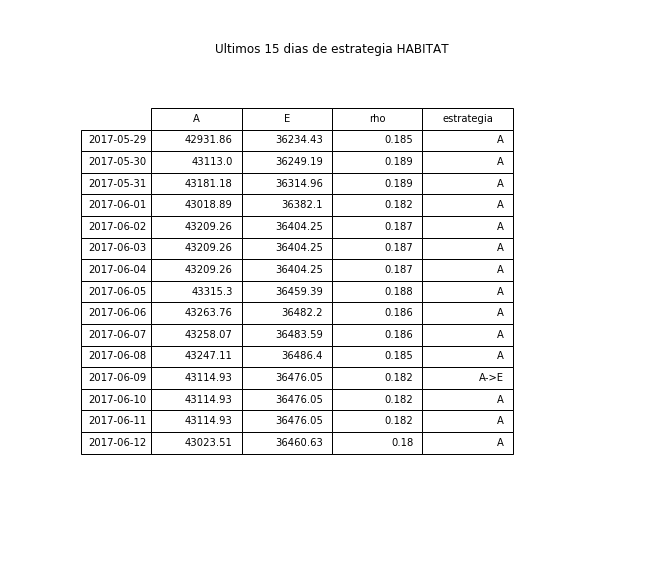 Ultimos 15 dias de estrategia HABITAT
A E rho estrategia
2017-05-29 42931.86 36234.43 0.185 A
2017-05-30 43113.0 36249.19 0.189 A
2017-05-31 43181.18 36314.96 0.189 A
2017-06-01 43018.89 36382.1 0.182 A
2017-06-02 43209.26 36404.25 0.187 A
2017-06-03 43209.26 36404.25 0.187 A
2017-06-04 43209.26 36404.25 0.187 A
2017-06-05 43315.3 36459.39 0.188 A
2017-06-06 43263.76 36482.2 0.186 A
2017-06-07 43258.07 36483.59 0.186 A
2017-06-08 43247.11 36486.4 0.185 A
2017-06-09 43114.93 36476.05 0.182 A->E
2017-06-10 43114.93 36476.05 0.182 A
2017-06-11 43114.93 36476.05 0.182 A
2017-06-12 43023.51 36460.63 0.18 A